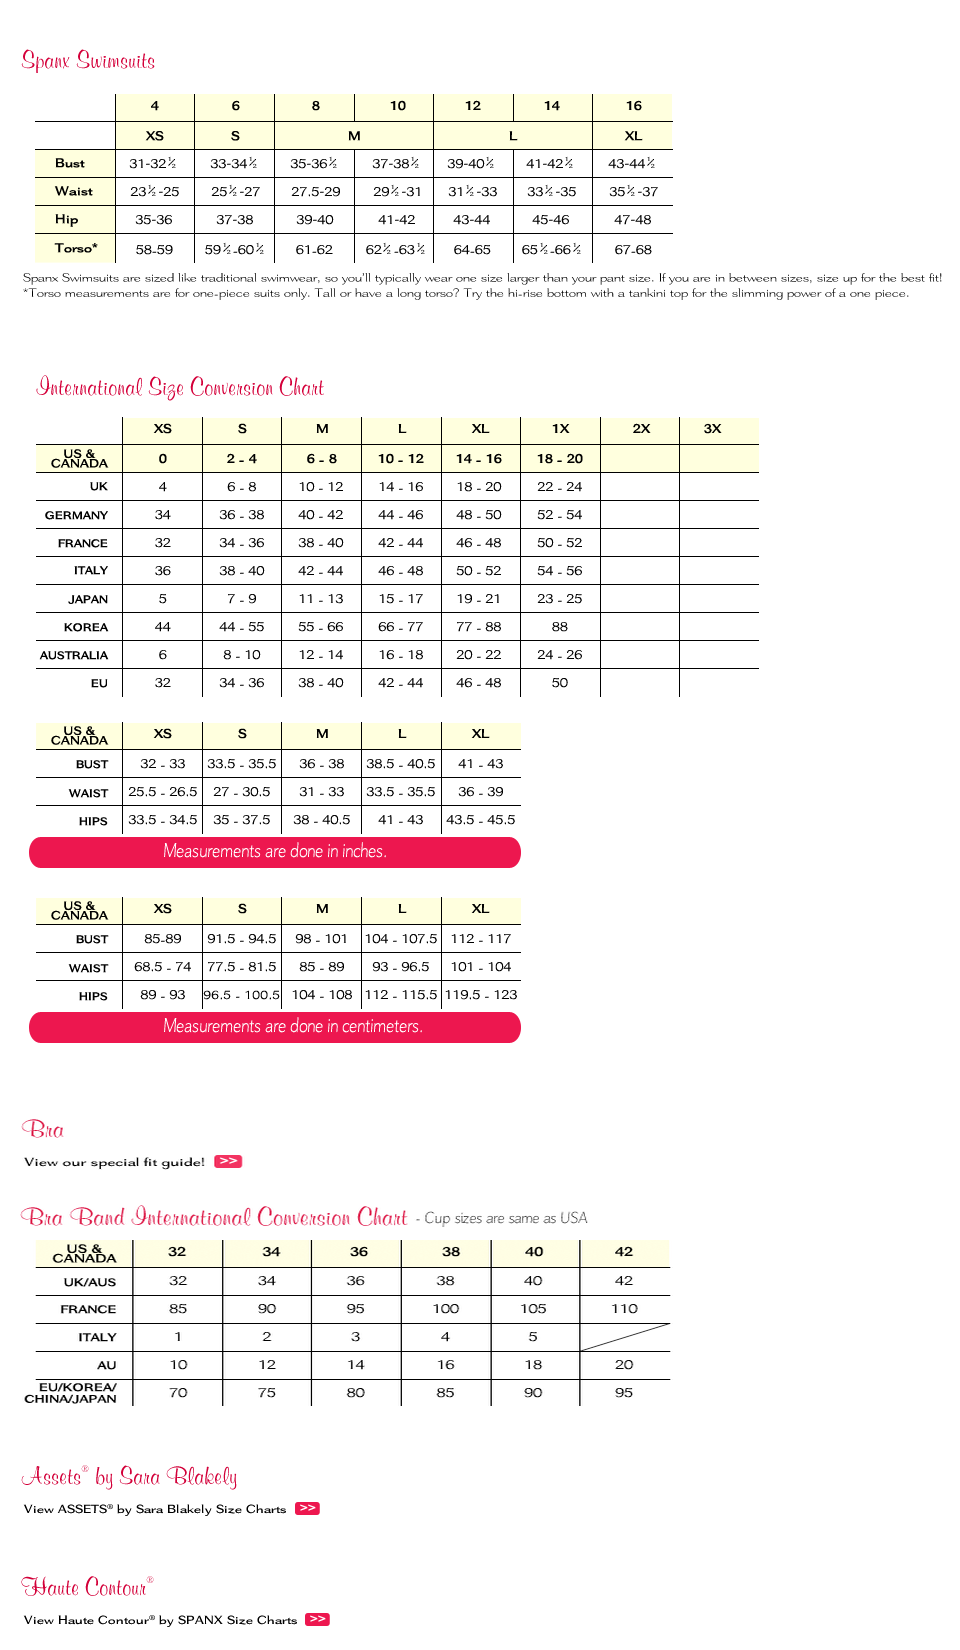 Spanx Swimsuits
4 6 8 10 12 14 16
XS S M L XL
Bust 31-32½ 33-34½ 35-36½ 37-38½ 39-40½ 41-42½ 43-44½
Waist 23½-25 25½-27 27.5-29 29½-31 31½-33 33½-35 35½-37
Hip 35-36 37-38 39-40 41-42 43-44 45-46 47-48
Torso* 58-59 59½-60½ 61-62 62½-63½ 64-65 65½-66½ 67-68
Spanx Swimsuits are sized like traditional swimwear, so you'll typically wear one size larger than your pant size. If you are in between sizes, size up for the best fit!
*Torso measurements are for one-piece suits only. Tall or have a long torso? Try the hi-rise bottom with a tankini top for the slimming power of a one piece.
International Size Conversion Chart
XS S M L XL 1X 2X 3X
US & CANADA 0 2 - 4 6 - 8 10 - 12 14 - 16 18 - 20
UK 4 6 - 8 10 - 12 14 - 16 18 - 20 22 - 24
GERMANY 34 36 - 38 40 - 42 44 - 46 48 - 50 52 - 54
FRANCE 32 34 - 36 38 - 40 42 - 44 46 - 48 50 - 52
ITALY 36 38 - 40 42 - 44 46 - 48 50 - 52 54 - 56
JAPAN 5 7 - 9 11 - 13 15 - 17 19 - 21 23 - 25
KOREA 44 44 - 55 55 - 66 66 - 77 77 - 88 88
AUSTRALIA 6 8 - 10 12 - 14 16 - 18 20 - 22 24 - 26
EU 32 34 - 36 38 - 40 42 - 44 46 - 48 50
US & CANADA XS S M L XL
BUST 32 - 33 33.5 - 35.5 36 - 38 38.5 - 40.5 41 - 43
WAIST 25.5 - 26.5 27 - 30.5 31 - 33 33.5 - 35.5 36 - 39
HIPS 33.5 - 34.5 35 - 37.5 38 - 40.5 41 - 43 43.5 - 45.5
Measurements are done in inches.
US & CANADA XS S M L XL
BUST 85-89 91.5 - 94.5 98 - 101 104 - 107.5 112 - 117
WAIST 68.5 - 74 77.5 - 81.5 85 - 89 93 - 96.5 101 - 104
HIPS 89 - 93 96.5 - 100.5 104 - 108 112 - 115.5 119.5 - 123
Measurements are done in centimeters.
Bra
View our special fit guide! >>
Bra Band International Conversion Chart - Cup sizes are same as USA
US & CANADA 32 34 36 38 40 42
UK/AUS 32 34 36 38 40 42
FRANCE 85 90 95 100 105 110
ITALY 1 2 3 4 5
AU 10 12 14 16 18 20
EU/KOREA/ CHINA/JAPAN 70 75 80 85 90 95
Assets® by Sara Blakely
View ASSETS® by Sara Blakely Size Charts >>
Haute Contour®
View Haute Contour® by SPANX Size Charts >>